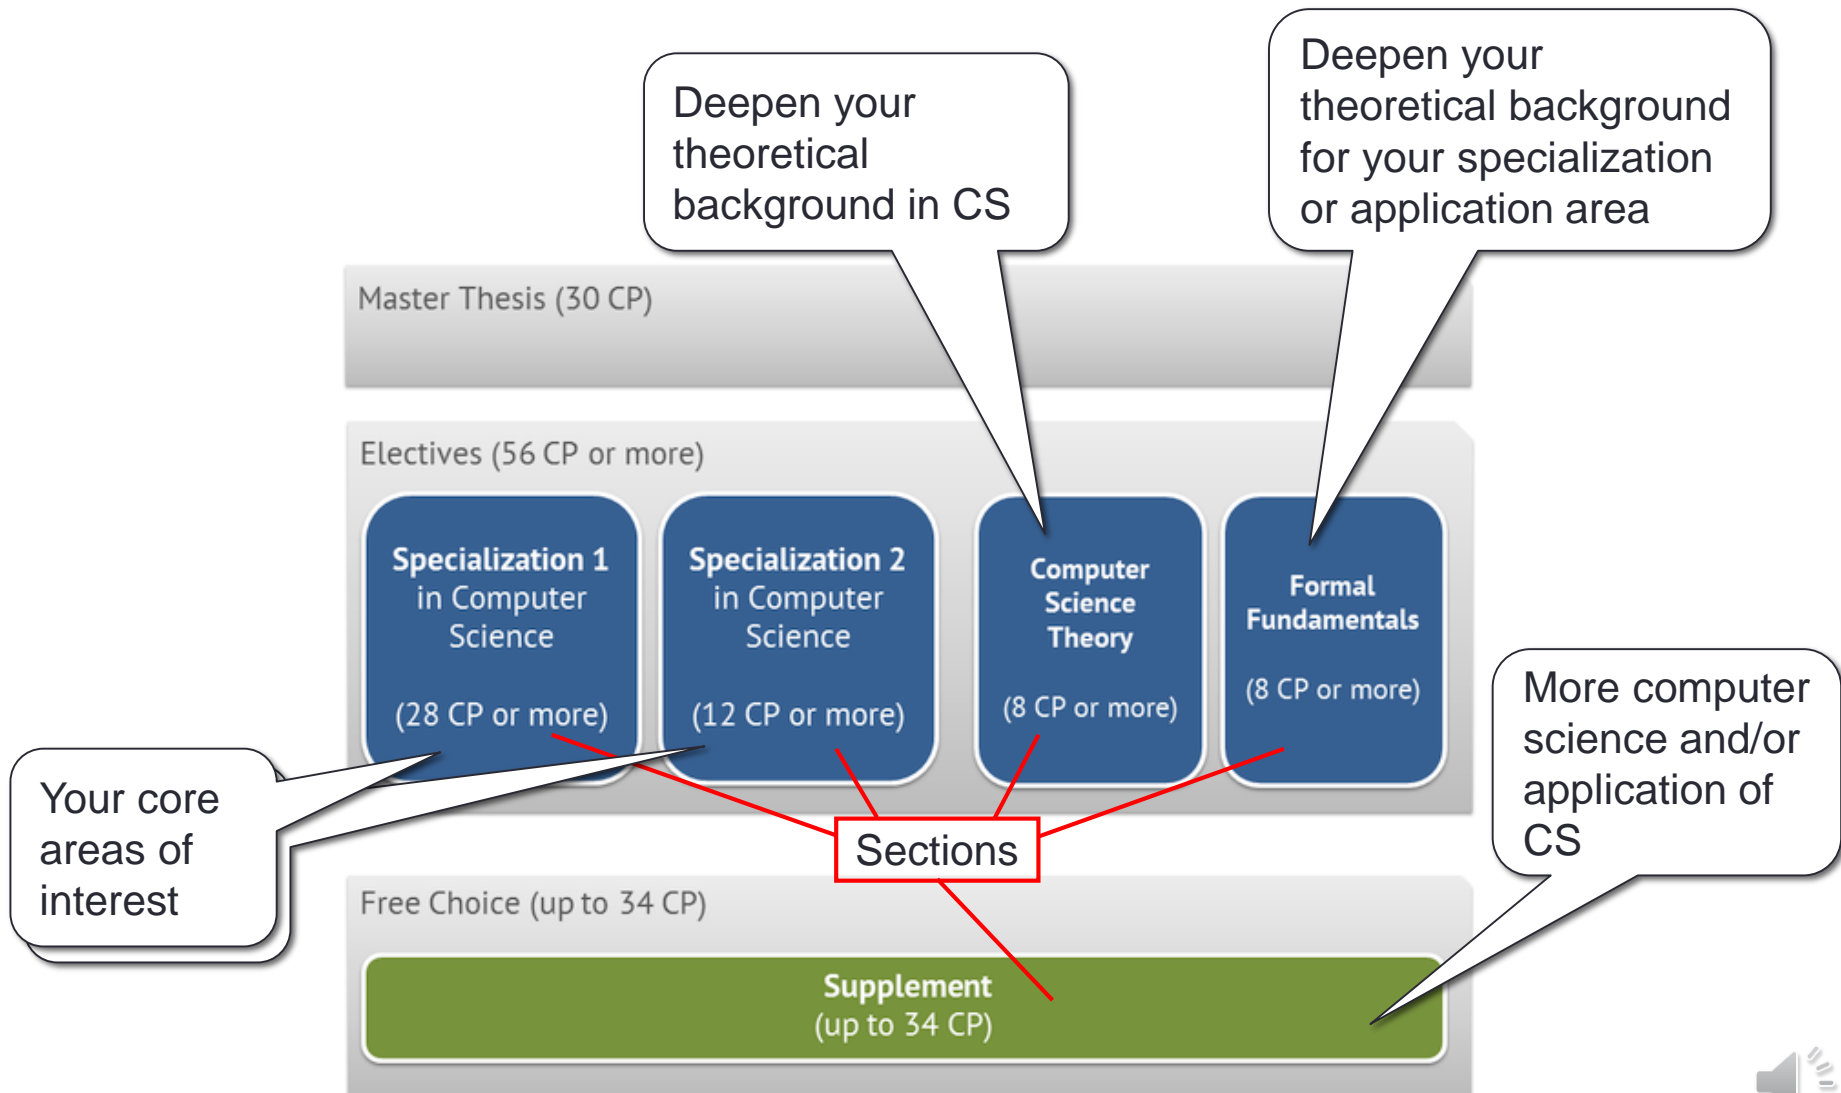 Deepen your
theoretical
background in CS
Deepen your
theoretical background
for your specialization
or application area
Master Thesis (30 CP)
Electives (56 CP or more)
Specialization 1
in Computer
Science
(28 CP or more)
Specialization 2
in Computer
Science
(12 CP or more)
Computer
Science
Theory
(8 CP or more)
Formal
Fundamentals
(8 CP or more)
Your core
areas of
interest
Sections
More computer
science and/or
application of
CS
Free Choice (up to 34 CP)
Supplement
(up to 34 CP)